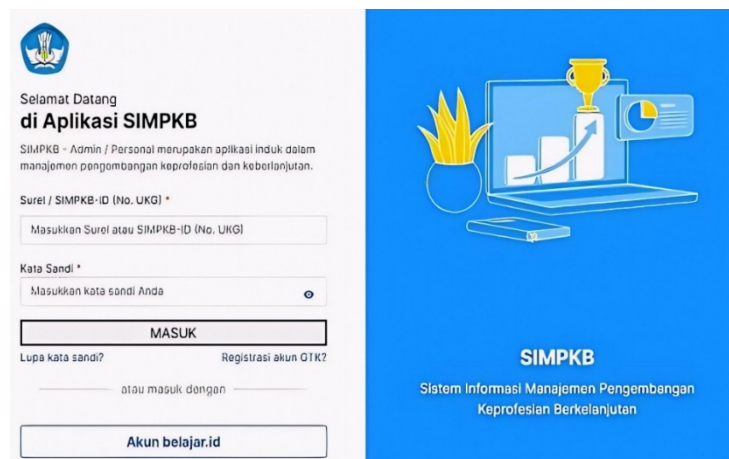 Selamat Datang
di Aplikasi SIMPKB
SIMPKB - Admin / Personal merupakan aplikasi induk dalam
manajemen pengembangan keprofesian dan keberlanjutan.
Surel / SIMPKB-ID (No. UKG) *
Masukkan Surel atau SIMPKB-ID (No. UKG)
Kata Sandi *
Masukkan kata sandi Anda
MASUK
Lupa kata sandi? Registrasi akun GTK?
atau masuk dengan
Akun belajar.id
SIMPKB
Sistem Informasi Manajemen Pengembangan
Keprofesian Berkelanjutan